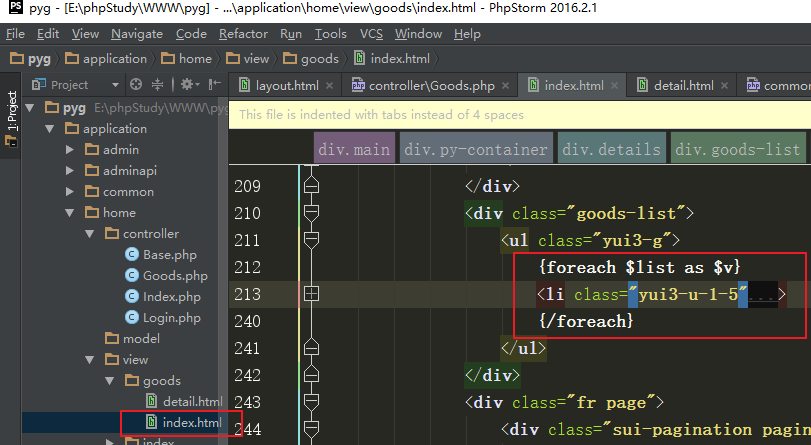 pyg - [E:\phpStudy\WWW\pyg] - ...\application\home\view\goods\index.html - PhpStorm 2016.2.1
File Edit View Navigate Code Refactor Run Tools VCS Window Help
pyg application home view goods index.html
Project layout.html controller\Goods.php index.html detail.html common
1: Project
pyg E:\phpStudy\WWW\pyg
application
admin
adminapi
common
home
controller
Base.php
Goods.php
Index.php
Login.php
model
view
goods
detail.html
index.html
index
This file is indented with tabs instead of 4 spaces
div.main div.py-container div.details div.goods-list
209 </div>
210 <div class="goods-list">
211 <ul class="yui3-g">
212 {foreach $list as $v}
213 <li class="yui3-u-1-5"...>
240 {/foreach}
241 </ul>
242 </div>
243 <div class="fr page">
244 <div class="sui-pagination pagin